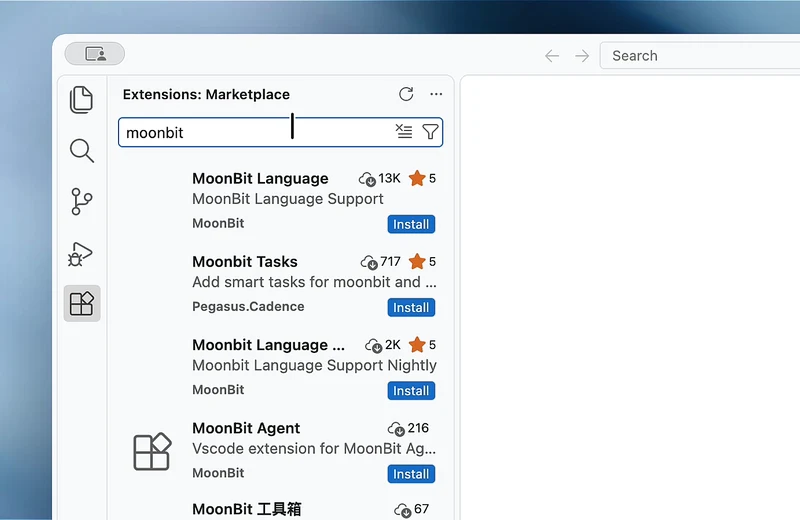 Search
Extensions: Marketplace
moonbit
MoonBit Language 13K 5
MoonBit Language Support
MoonBit Install
Moonbit Tasks 717 5
Add smart tasks for moonbit and ...
Pegasus.Cadence Install
Moonbit Language ... 2K 5
Moonbit Language Support Nightly
MoonBit Install
MoonBit Agent 216
Vscode extension for MoonBit Ag...
MoonBit Install
MoonBit 工具箱 67